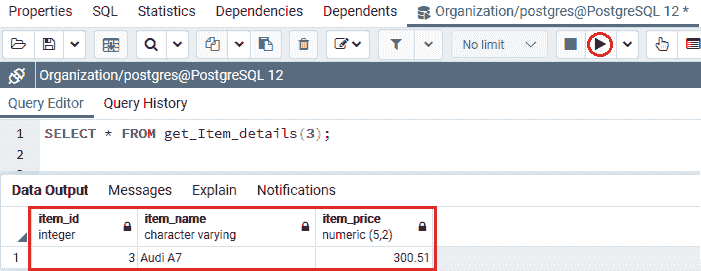 Properties SQL Statistics Dependencies Dependents Organization/postgres@PostgreSQL 12 *
No limit
Organization/postgres@PostgreSQL 12
Query Editor Query History
1 SELECT * FROM get_Item_details(3);
2
Data Output Messages Explain Notifications
item_id item_name item_price
integer character varying numeric (5,2)
1 3 Audi A7 300.51